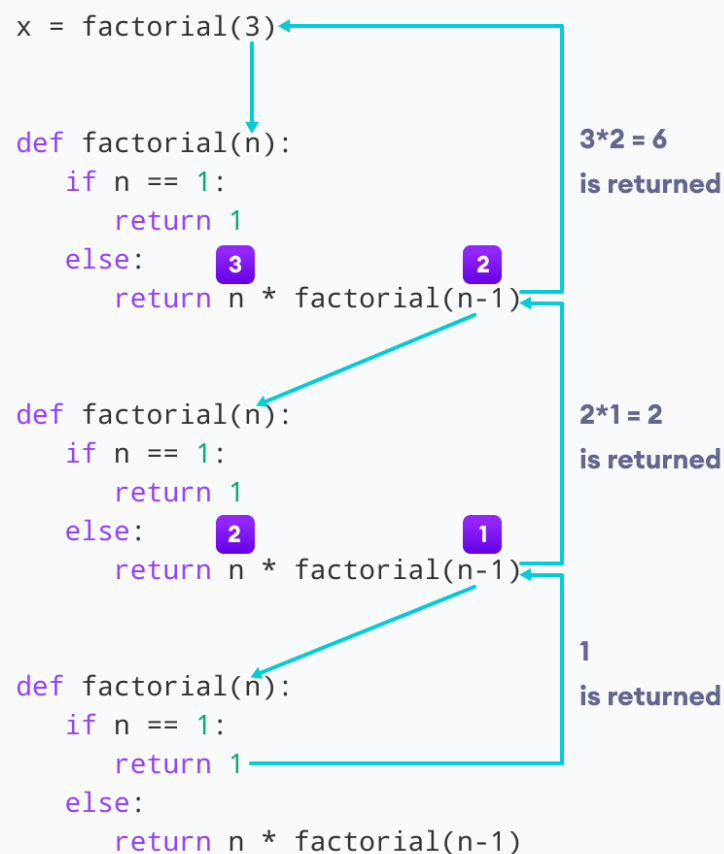 x = factorial(3)
def factorial(n):
   if n == 1:
      return 1
   else:
3 2
      return n * factorial(n-1)
3*2 = 6
is returned
def factorial(n):
   if n == 1:
      return 1
   else:
2 1
      return n * factorial(n-1)
2*1 = 2
is returned
def factorial(n):
   if n == 1:
      return 1
   else:
      return n * factorial(n-1)
1
is returned